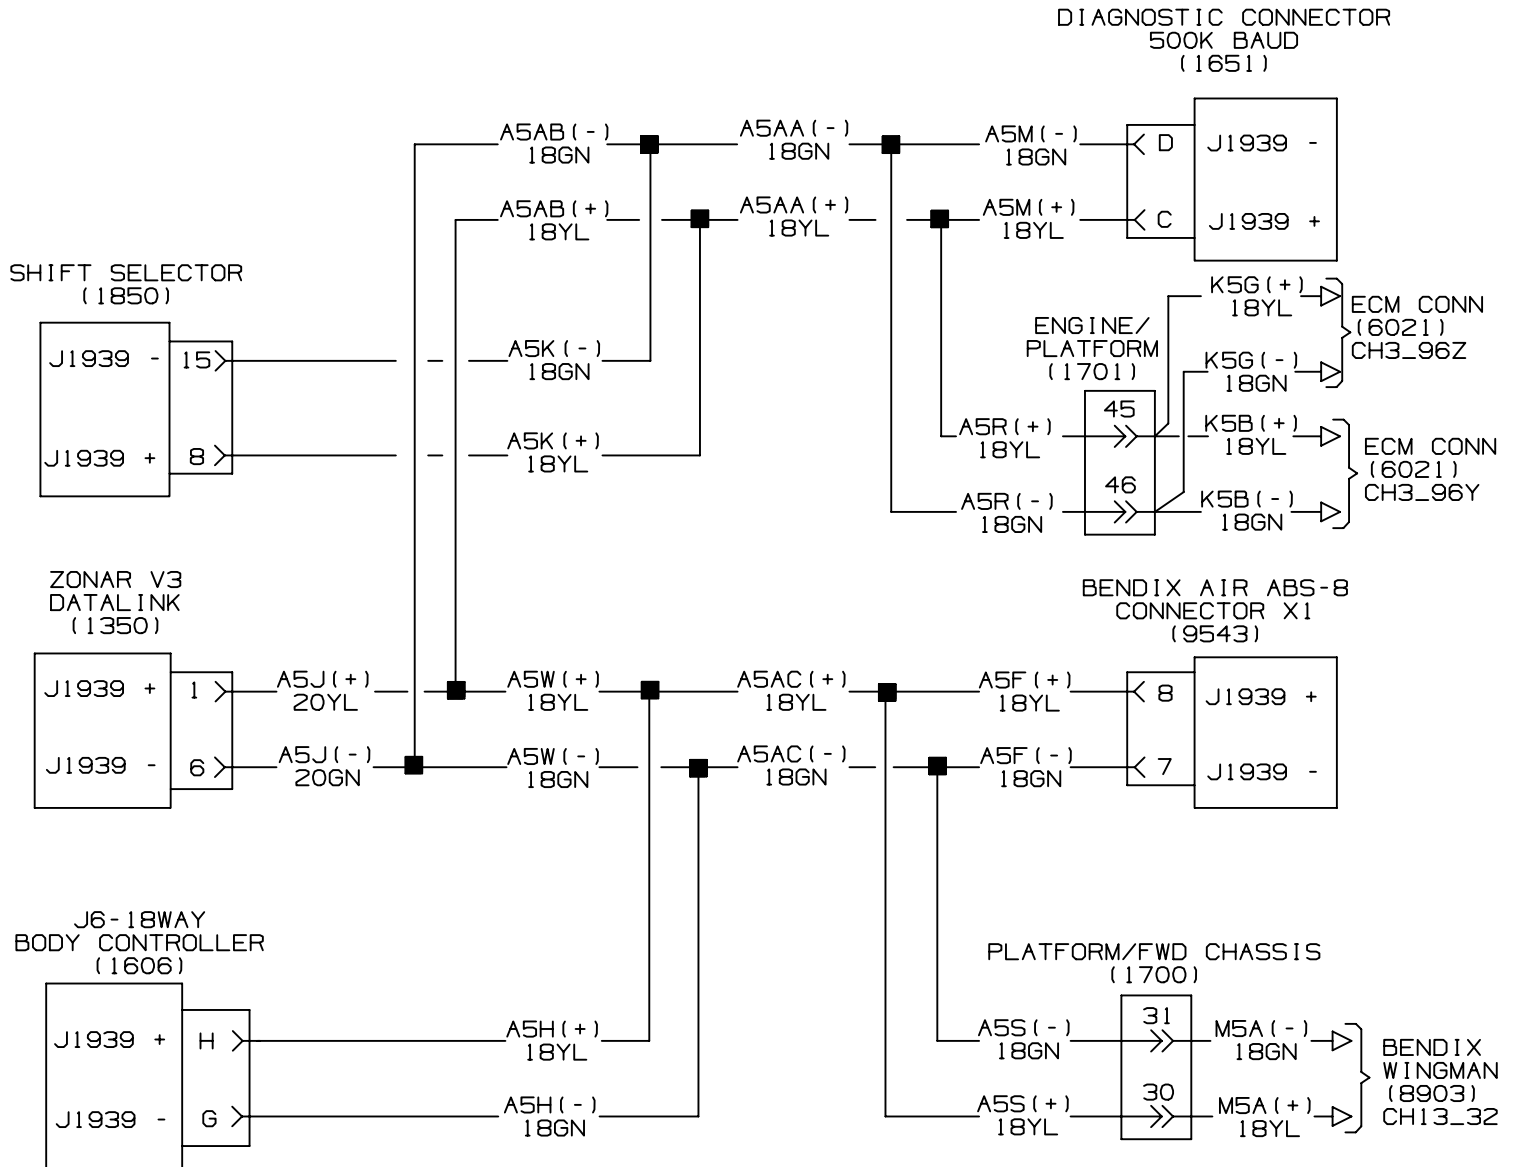 DIAGNOSTIC CONNECTOR
500K BAUD
(1651)
A5AB(-)
18GN
A5AA(-)
18GN
A5M(-)
18GN
D
J1939 -
A5AB(+)
18YL
A5AA(+)
18YL
A5M(+)
18YL
C
J1939 +
SHIFT SELECTOR
(1850)
J1939 -
15
A5K(-)
18GN
J1939 +
8
A5K(+)
18YL
ENGINE/
PLATFORM
(1701)
45
46
A5R(+)
18YL
A5R(-)
18GN
K5G(+)
18YL
K5G(-)
18GN
ECM CONN
(6021)
CH3_96Z
K5B(+)
18YL
K5B(-)
18GN
ECM CONN
(6021)
CH3_96Y
ZONAR V3
DATALINK
(1350)
J1939 +
1
A5J(+)
20YL
A5W(+)
18YL
A5AC(+)
18YL
A5F(+)
18YL
J1939 -
6
A5J(-)
20GN
A5W(-)
18GN
A5AC(-)
18GN
A5F(-)
18GN
BENDIX AIR ABS-8
CONNECTOR X1
(9543)
8
J1939 +
7
J1939 -
J6-18WAY
BODY CONTROLLER
(1606)
J1939 +
H
A5H(+)
18YL
J1939 -
G
A5H(-)
18GN
PLATFORM/FWD CHASSIS
(1700)
A5S(-)
18GN
31
M5A(-)
18GN
A5S(+)
18YL
30
M5A(+)
18YL
BENDIX
WINGMAN
(8903)
CH13_32